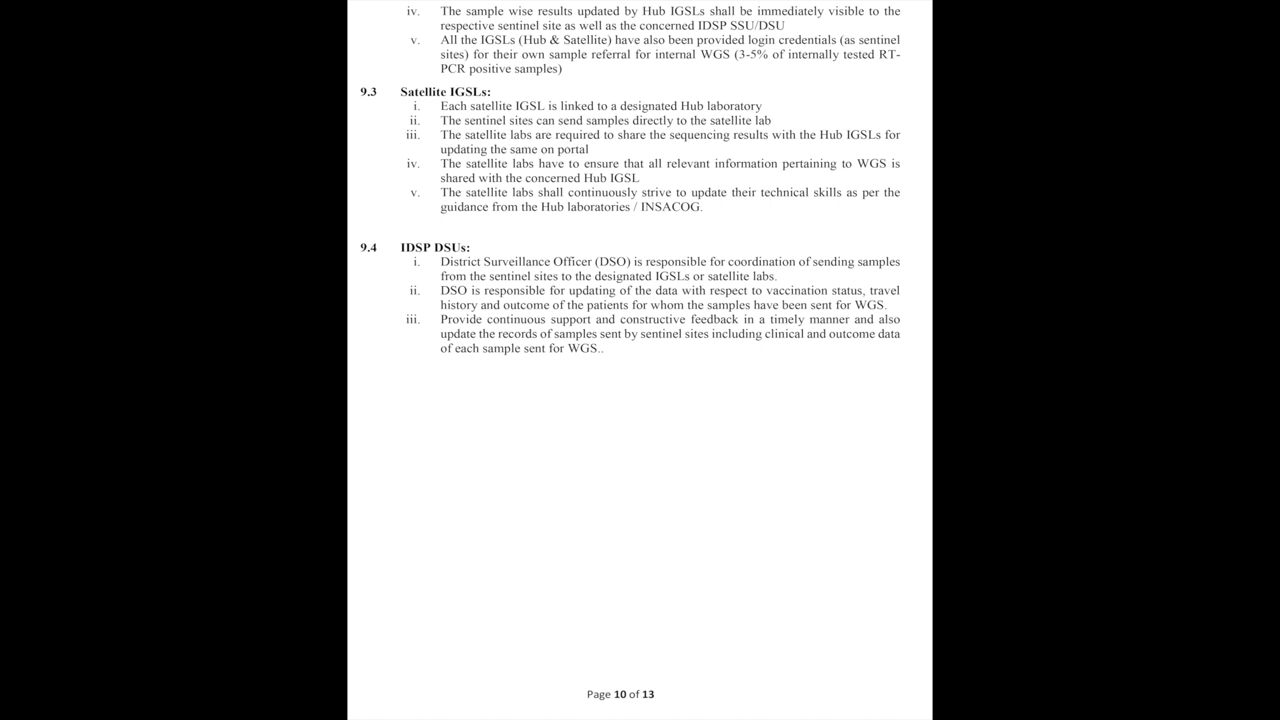 iv. The sample wise results updated by Hub IGSLs shall be immediately visible to the
respective sentinel site as well as the concerned IDSP SSU/DSU
v. All the IGSLs (Hub & Satellite) have also been provided login credentials (as sentinel
sites) for their own sample referral for internal WGS (3-5% of internally tested RT-
PCR positive samples)
9.3 Satellite IGSLs:
i. Each satellite IGSL is linked to a designated Hub laboratory
ii. The sentinel sites can send samples directly to the satellite lab
iii. The satellite labs are required to share the sequencing results with the Hub IGSLs for
updating the same on portal
iv. The satellite labs have to ensure that all relevant information pertaining to WGS is
shared with the concerned Hub IGSL
v. The satellite labs shall continuously strive to update their technical skills as per the
guidance from the Hub laboratories / INSACOG.
9.4 IDSP DSUs:
i. District Surveillance Officer (DSO) is responsible for coordination of sending samples
from the sentinel sites to the designated IGSLs or satellite labs.
ii. DSO is responsible for updating of the data with respect to vaccination status, travel
history and outcome of the patients for whom the samples have been sent for WGS.
iii. Provide continuous support and constructive feedback in a timely manner and also
update the records of samples sent by sentinel sites including clinical and outcome data
of each sample sent for WGS..
Page 10 of 13